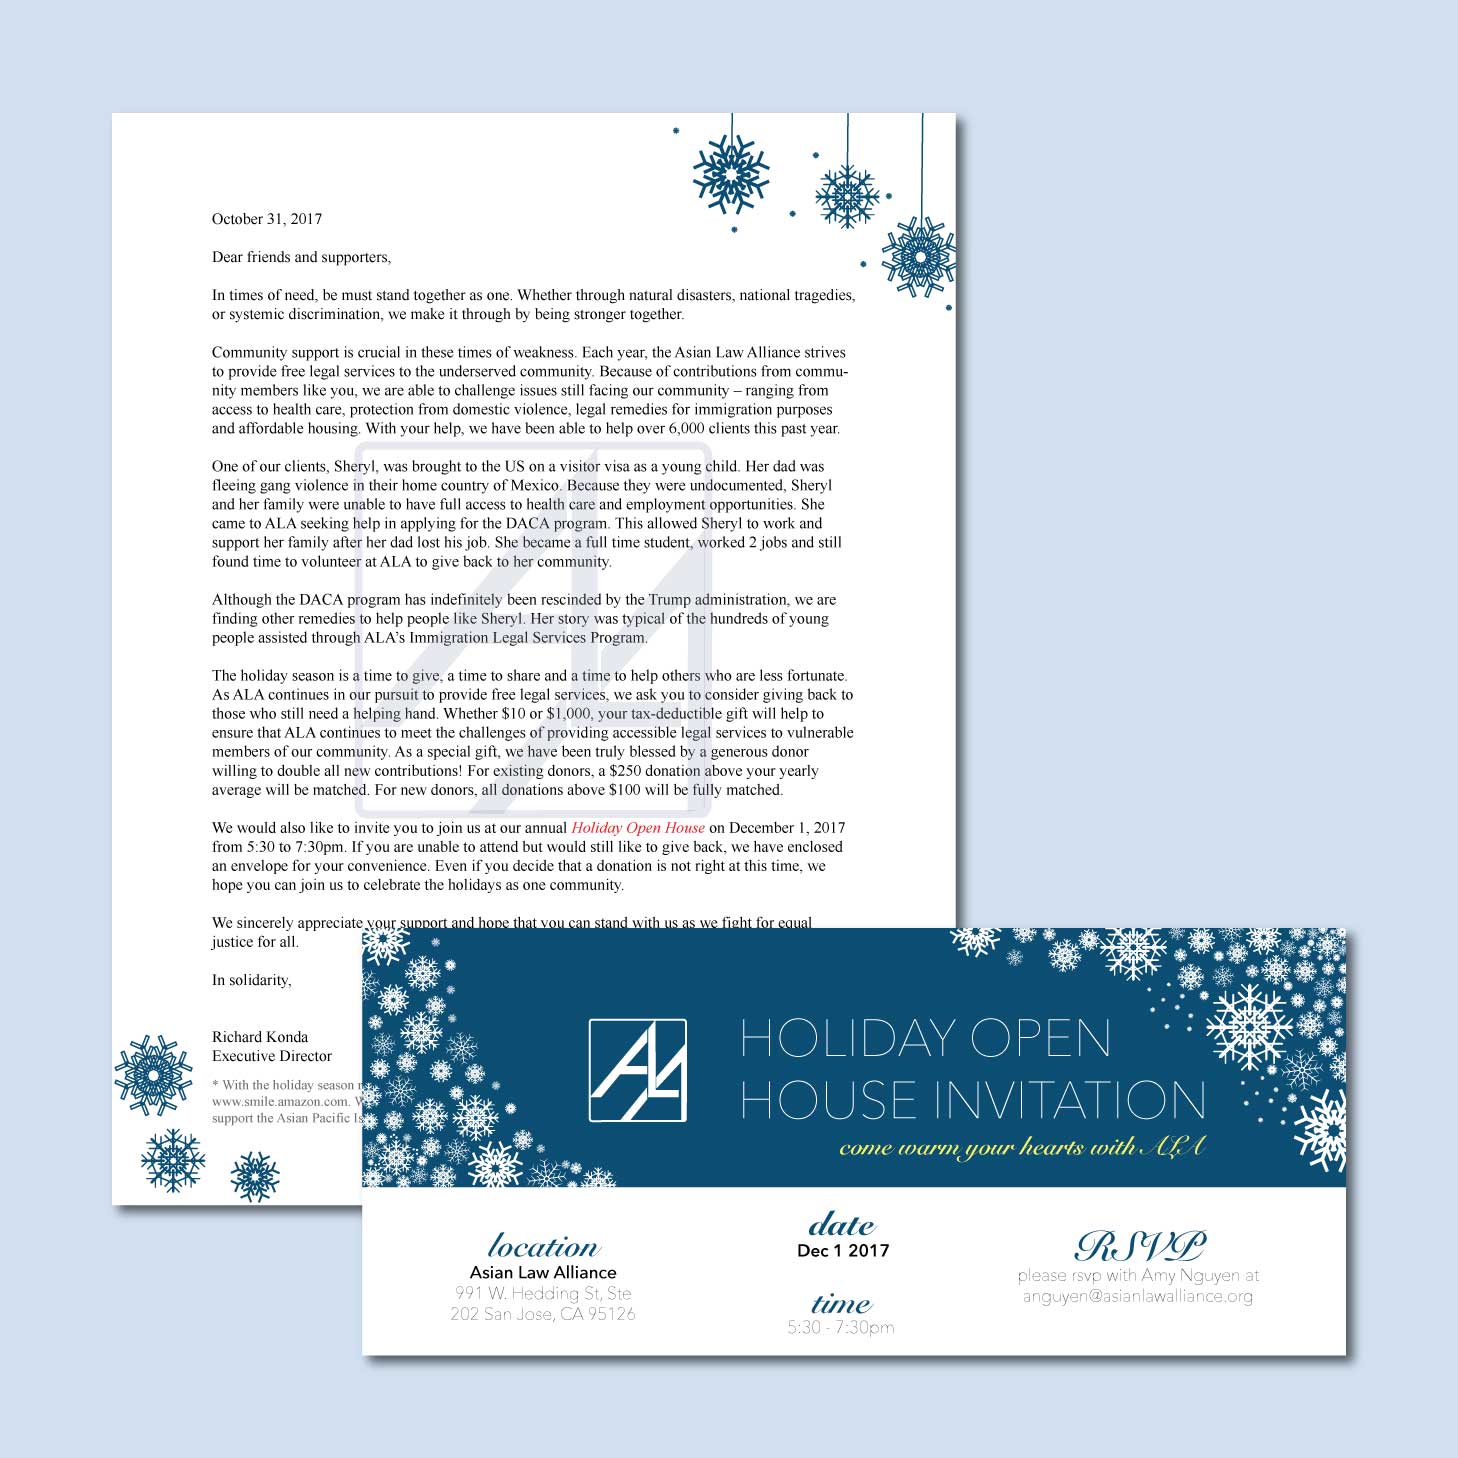 October 31, 2017
Dear friends and supporters,
In times of need, be must stand together as one. Whether through natural disasters, national tragedies,
or systemic discrimination, we make it through by being stronger together.
Community support is crucial in these times of weakness. Each year, the Asian Law Alliance strives
to provide free legal services to the underserved community. Because of contributions from commu-
nity members like you, we are able to challenge issues still facing our community – ranging from
access to health care, protection from domestic violence, legal remedies for immigration purposes
and affordable housing. With your help, we have been able to help over 6,000 clients this past year.
One of our clients, Sheryl, was brought to the US on a visitor visa as a young child. Her dad was
fleeing gang violence in their home country of Mexico. Because they were undocumented, Sheryl
and her family were unable to have full access to health care and employment opportunities. She
came to ALA seeking help in applying for the DACA program. This allowed Sheryl to work and
support her family after her dad lost his job. She became a full time student, worked 2 jobs and still
found time to volunteer at ALA to give back to her community.
Although the DACA program has indefinitely been rescinded by the Trump administration, we are
finding other remedies to help people like Sheryl. Her story was typical of the hundreds of young
people assisted through ALA’s Immigration Legal Services Program.
The holiday season is a time to give, a time to share and a time to help others who are less fortunate.
As ALA continues in our pursuit to provide free legal services, we ask you to consider giving back to
those who still need a helping hand. Whether $10 or $1,000, your tax-deductible gift will help to
ensure that ALA continues to meet the challenges of providing accessible legal services to vulnerable
members of our community. As a special gift, we have been truly blessed by a generous donor
willing to double all new contributions! For existing donors, a $250 donation above your yearly
average will be matched. For new donors, all donations above $100 will be fully matched.
We would also like to invite you to join us at our annual Holiday Open House on December 1, 2017
from 5:30 to 7:30pm. If you are unable to attend but would still like to give back, we have enclosed
an envelope for your convenience. Even if you decide that a donation is not right at this time, we
hope you can join us to celebrate the holidays as one community.
We sincerely appreciate your support and hope that you can stand with us as we fight for equal
justice for all.
In solidarity,
Richard Konda
Executive Director
* With the holiday season
www.smile.amazon.com.
support the Asian Pacific
ALA
HOLIDAY OPEN
HOUSE INVITATION
come warm your hearts with ALA
location
Asian Law Alliance
991 W. Hedding St, Ste
202 San Jose, CA 95126
date
Dec 1 2017
time
5:30 - 7:30pm
RSVP
please rsvp with Amy Nguyen at
anguyen@asianlawalliance.org